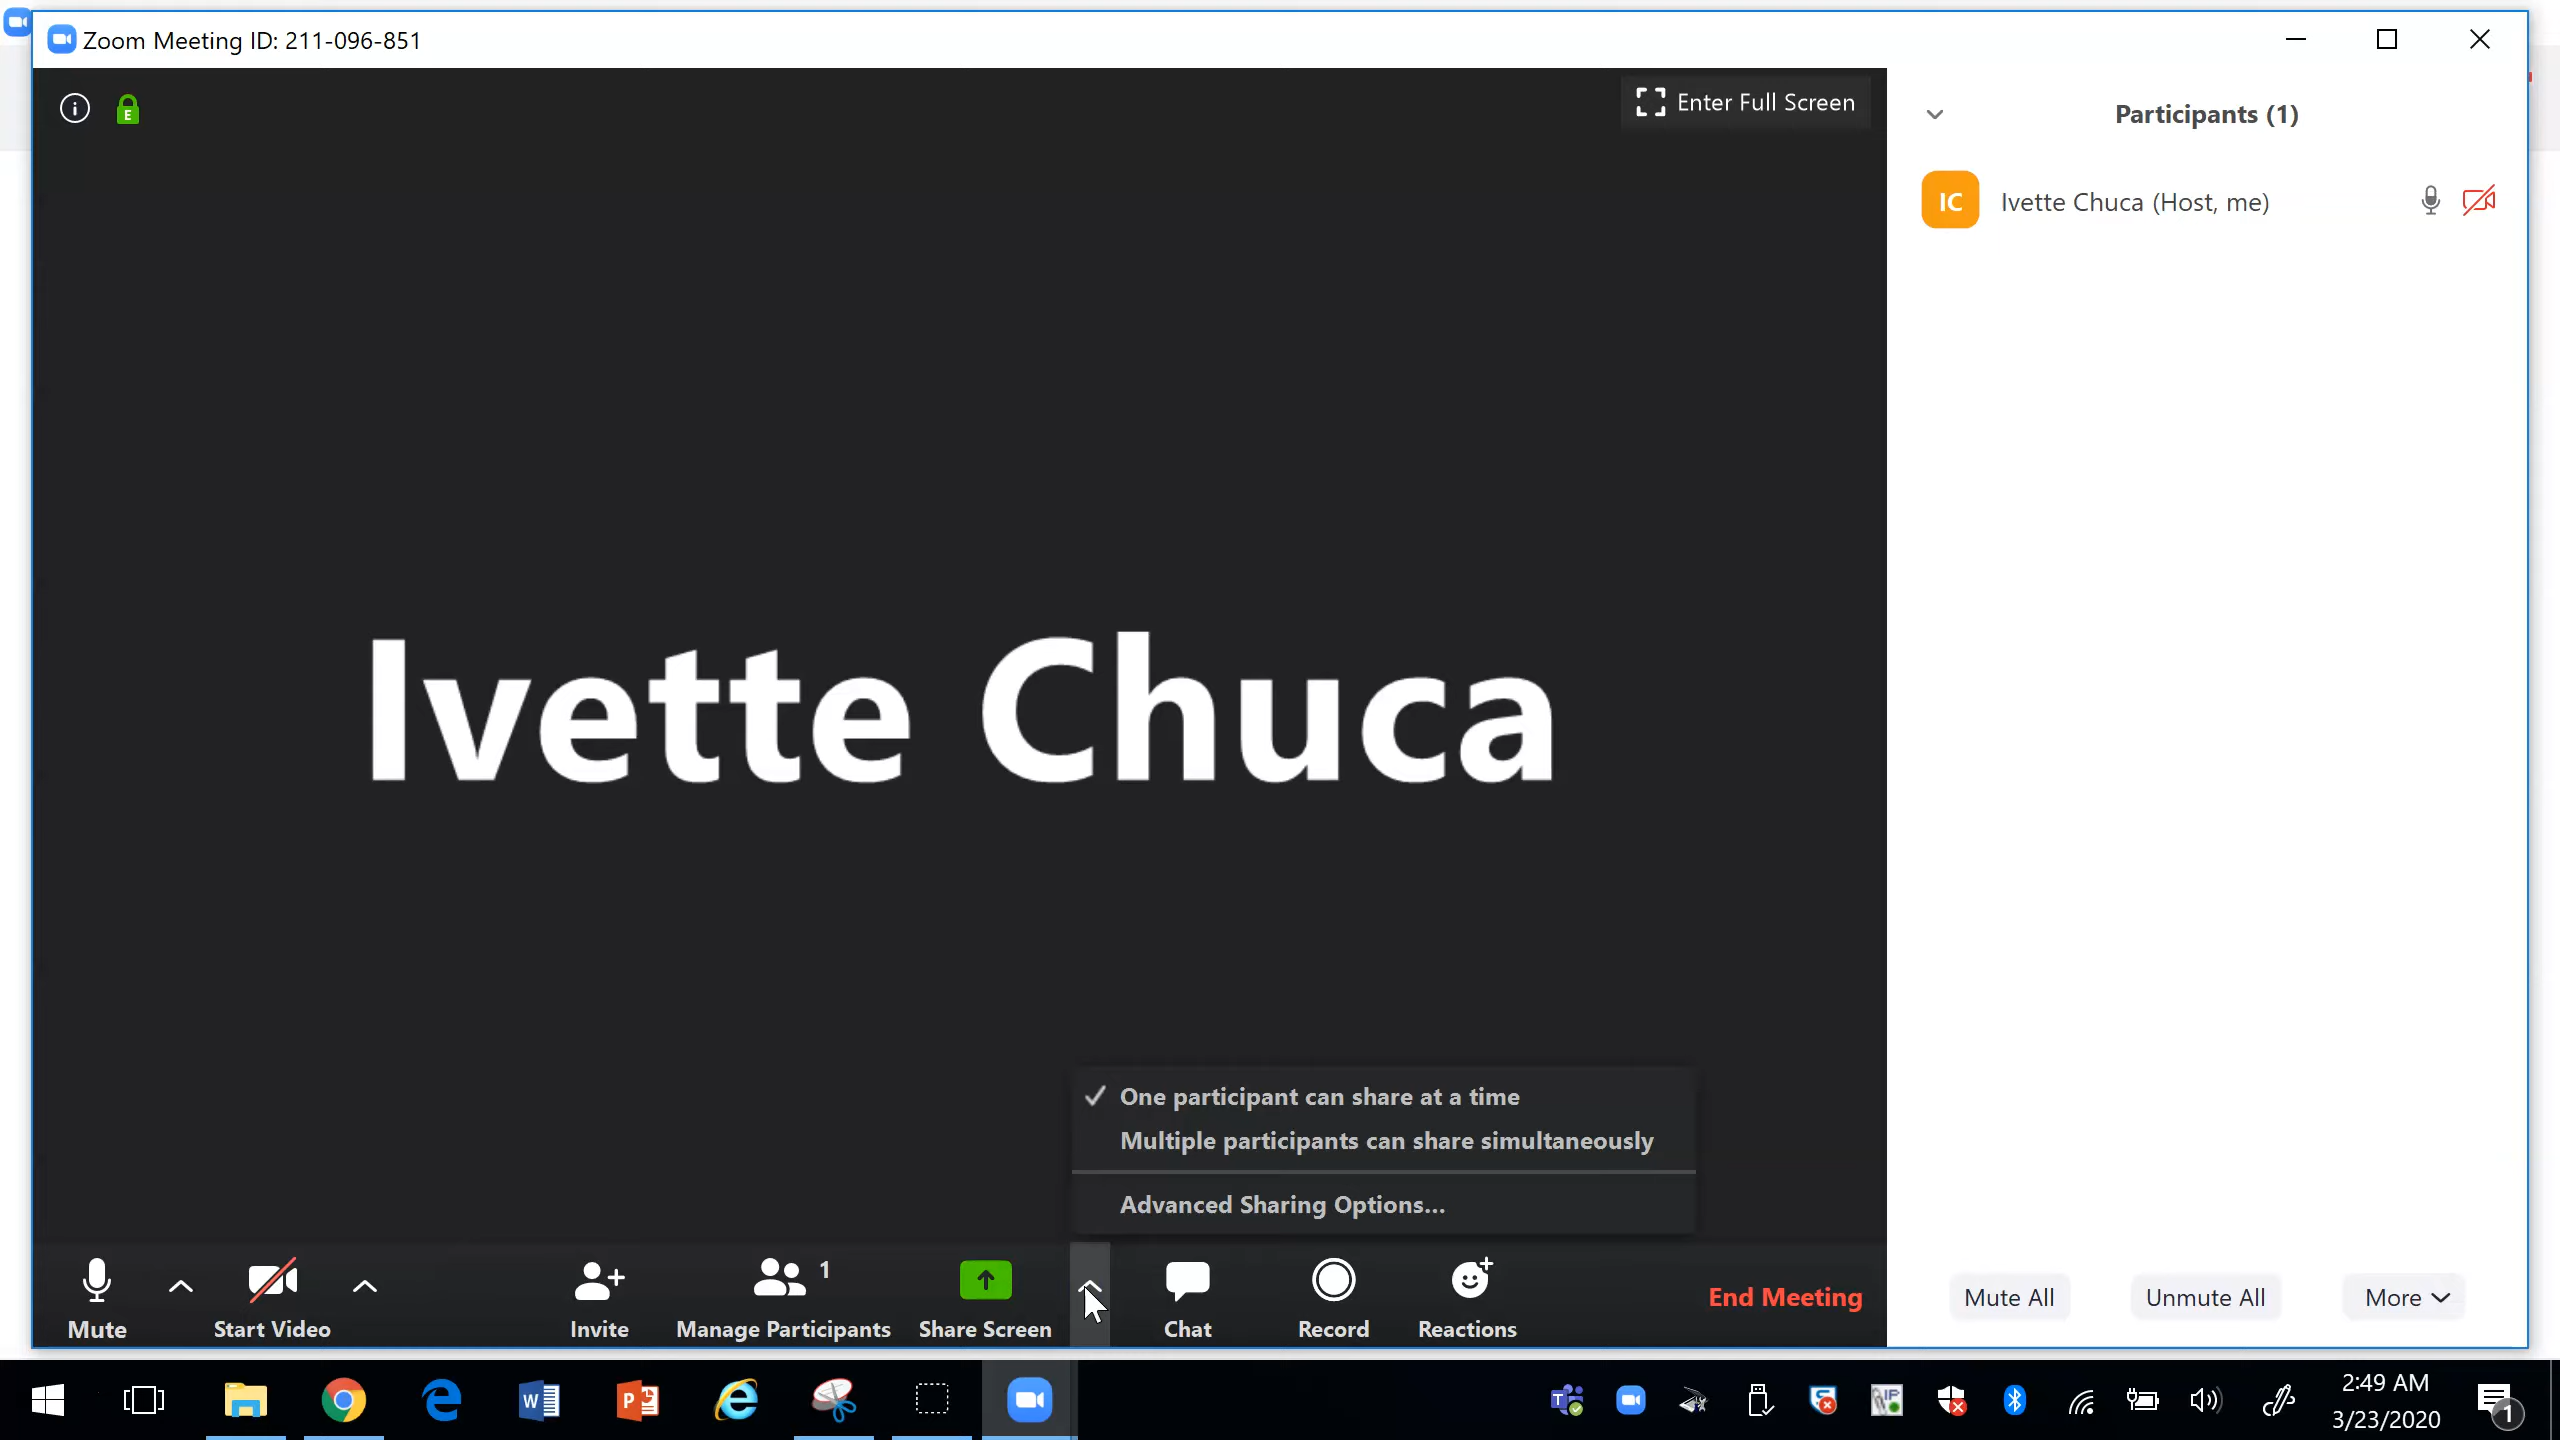 Zoom Meeting ID: 211-096-851
Enter Full Screen
Participants (1)
IC
Ivette Chuca (Host, me)
Ivette Chuca
One participant can share at a time
Multiple participants can share simultaneously
Advanced Sharing Options...
1
Mute
Start Video
Invite
Manage Participants
Share Screen
Chat
Record
Reactions
End Meeting
Mute All
Unmute All
More
2:49 AM
3/23/2020
1